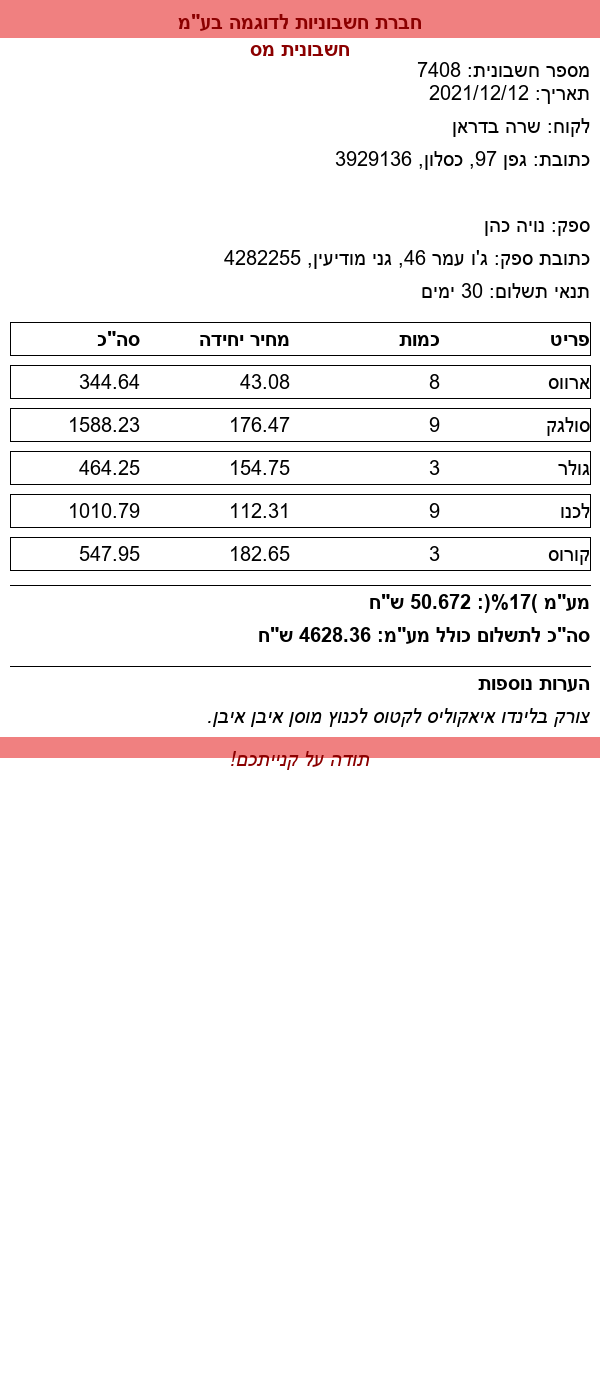 חברת חשבוניות לדוגמה בע"מ
חשבונית מס
מספר חשבונית: 7408
תאריך: 2021/12/12
לקוח: שרה בדראן
כתובת: גפן 97, כסלון, 3929136
ספק: נויה כהן
כתובת ספק: ג'ו עמר 46, גני מודיעין, 4282255
תנאי תשלום: 30 ימים
פריט כמות מחיר יחידה סה"כ
ארווס 8 43.08 344.64
סולגק 9 176.47 1588.23
גולר 3 154.75 464.25
לכנו 9 112.31 1010.79
קורוס 3 182.65 547.95
מע"מ )17%(: 50.672 ש"ח
סה"כ לתשלום כולל מע"מ: 4628.36 ש"ח
הערות נוספות
צורק בלינדו איאקוליס לקטוס לכנוץ מוסן איבן איבן.
תודה על קנייתכם!